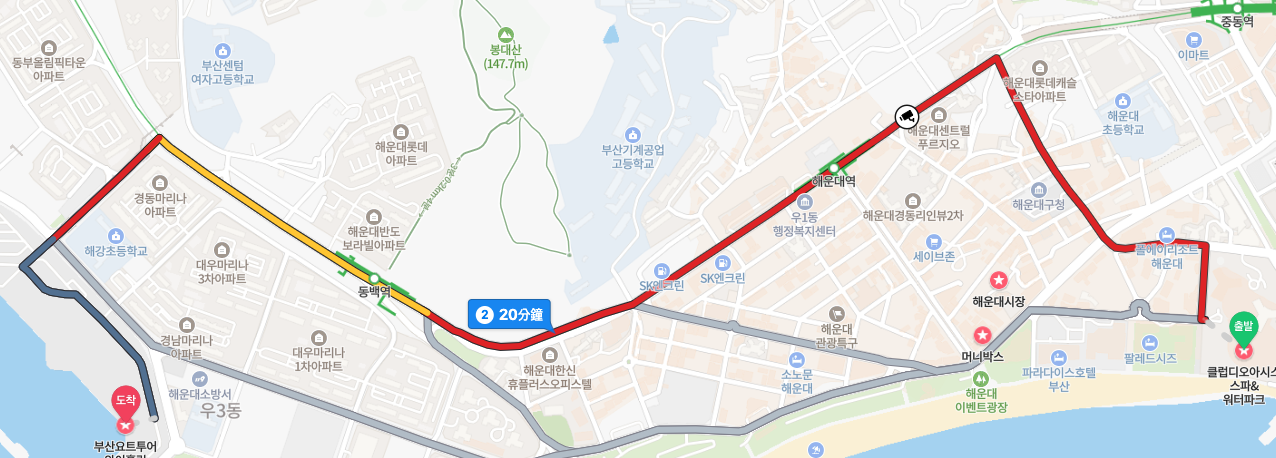 중동역
이마트
동부올림픽타운
아파트
부산센텀
여자고등학교
봉대산
(147.7m)
해운대롯데캐슬
스타아파트
해운대
초등학교
해운대센트럴
푸르지오
부산기계공업
고등학교
해운대롯데
아파트
해운대역
경동마리나
아파트
해운대반도
보라빌아파트
우1동
행정복지센터
해운대경동리인뷰2차
해운대구청
해강초등학교
대우마리나
3차아파트
세이브존
폴헤이리조트
해운대
동백역
SK엔크린
SK엔크린
해운대시장
2 20分鐘
해운대
관광특구
출발
경남마리나
아파트
대우마리나
1차아파트
해운대한신
휴플러스오피스텔
머니박스
소노문
해운대
파라다이스호텔
부산
팔레드시즈
클럽디오아시스
스파&
워터파크
해운대소방서
우3동
해운대
이벤트광장
도착
부산요트투어